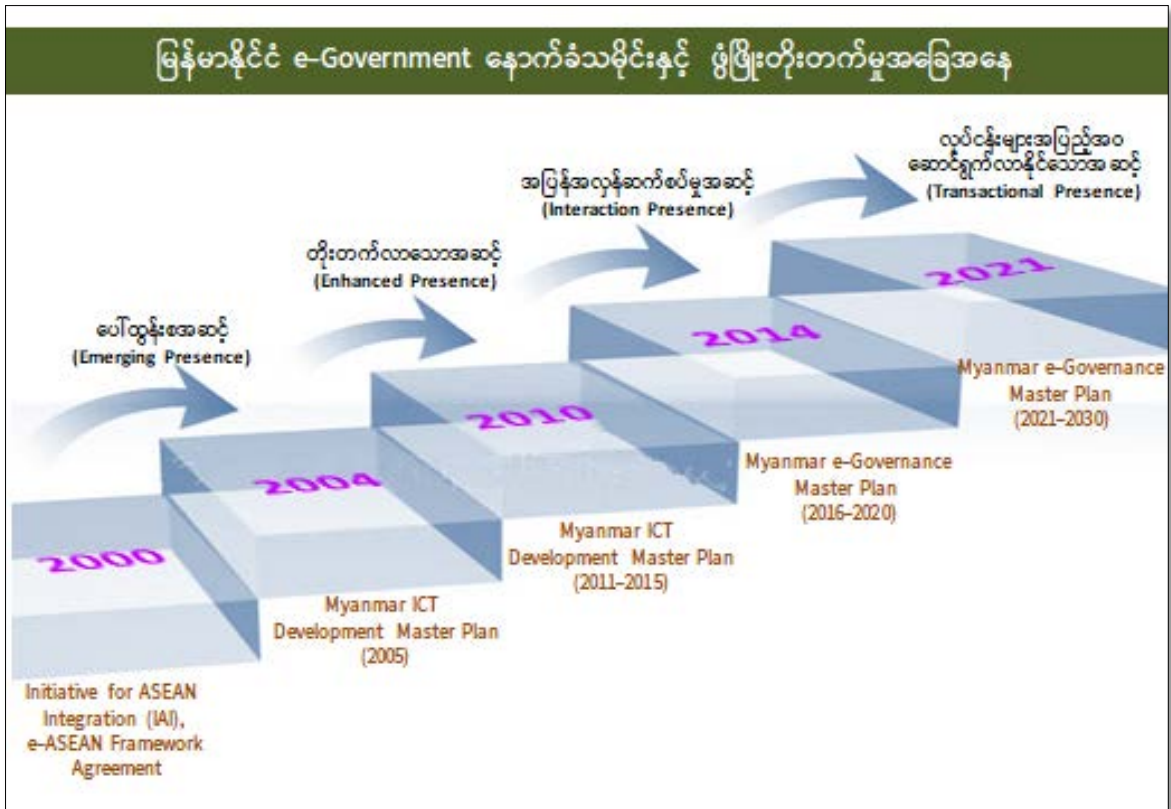 မြန်မာနိုင်ငံ e-Government နောက်ခံသမိုင်းနှင့် ဖွံ့ဖြိုးတိုးတက်မှုအခြေအနေ
ပေါ်ထွန်းစအဆင့်
(Emerging Presence)
တိုးတက်လာသောအဆင့်
(Enhanced Presence)
အပြန်အလှန်ဆက်စပ်မှုအဆင့်
(Interaction Presence)
လုပ်ငန်းများအပြည့်အဝ
ဆောင်ရွက်လာနိုင်သောအဆင့်
(Transactional Presence)
2000
Initiative for ASEAN
Integration (IAI),
e-ASEAN Framework
Agreement
2004
Myanmar ICT
Development Master Plan
(2005)
2010
Myanmar ICT
Development Master Plan
(2011-2015)
2014
Myanmar e-Governance
Master Plan
(2016-2020)
2021
Myanmar e-Governance
Master Plan
(2021-2030)